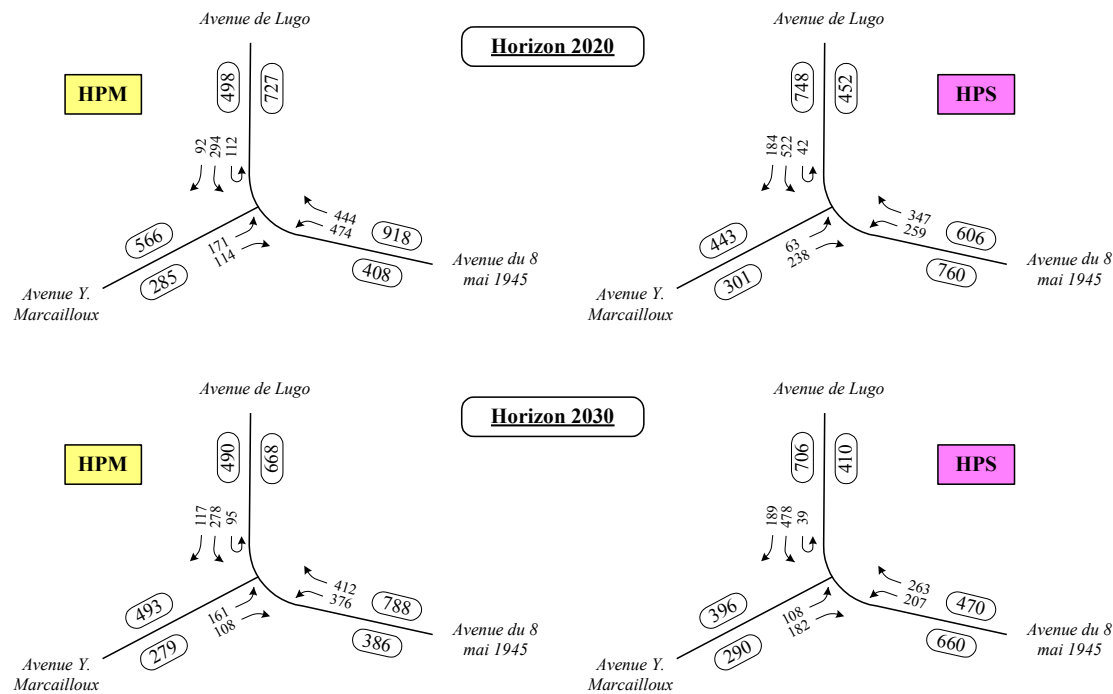 Avenue de Lugo
Horizon 2020
Avenue de Lugo
HPM
498
727
748
452
HPS
92
294
112
184
522
42
444
474
918
408
347
259
606
760
566
285
171
114
443
301
63
238
Avenue du 8
mai 1945
Avenue du 8
mai 1945
Avenue Y.
Marcailloux
Avenue Y.
Marcailloux
Avenue de Lugo
Horizon 2030
Avenue de Lugo
HPM
490
668
706
410
HPS
117
278
95
189
478
39
412
376
788
386
263
207
470
660
493
279
161
108
396
290
108
182
Avenue du 8
mai 1945
Avenue du 8
mai 1945
Avenue Y.
Marcailloux
Avenue Y.
Marcailloux